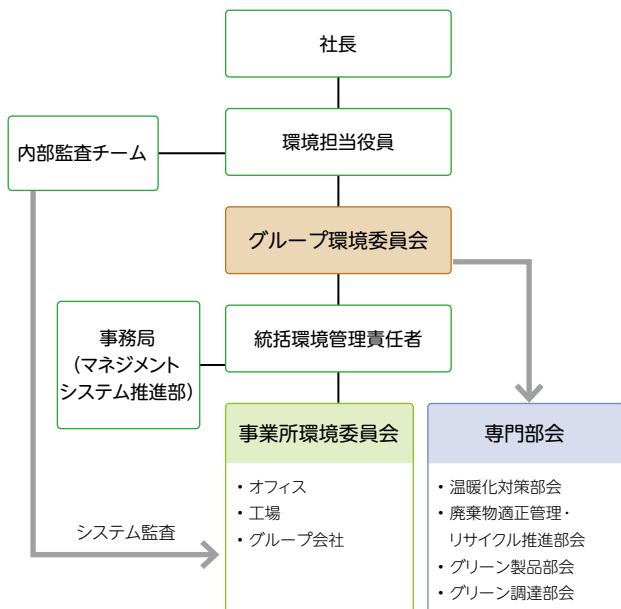 社長
内部監査チーム
環境担当役員
グループ環境委員会
事務局
(マネジメント
システム推進部)
統括環境管理責任者
事業所環境委員会
・オフィス
・工場
・グループ会社
専門部会
・温暖化対策部会
・廃棄物適正管理・
リサイクル推進部会
・グリーン製品部会
・グリーン調達部会
システム監査